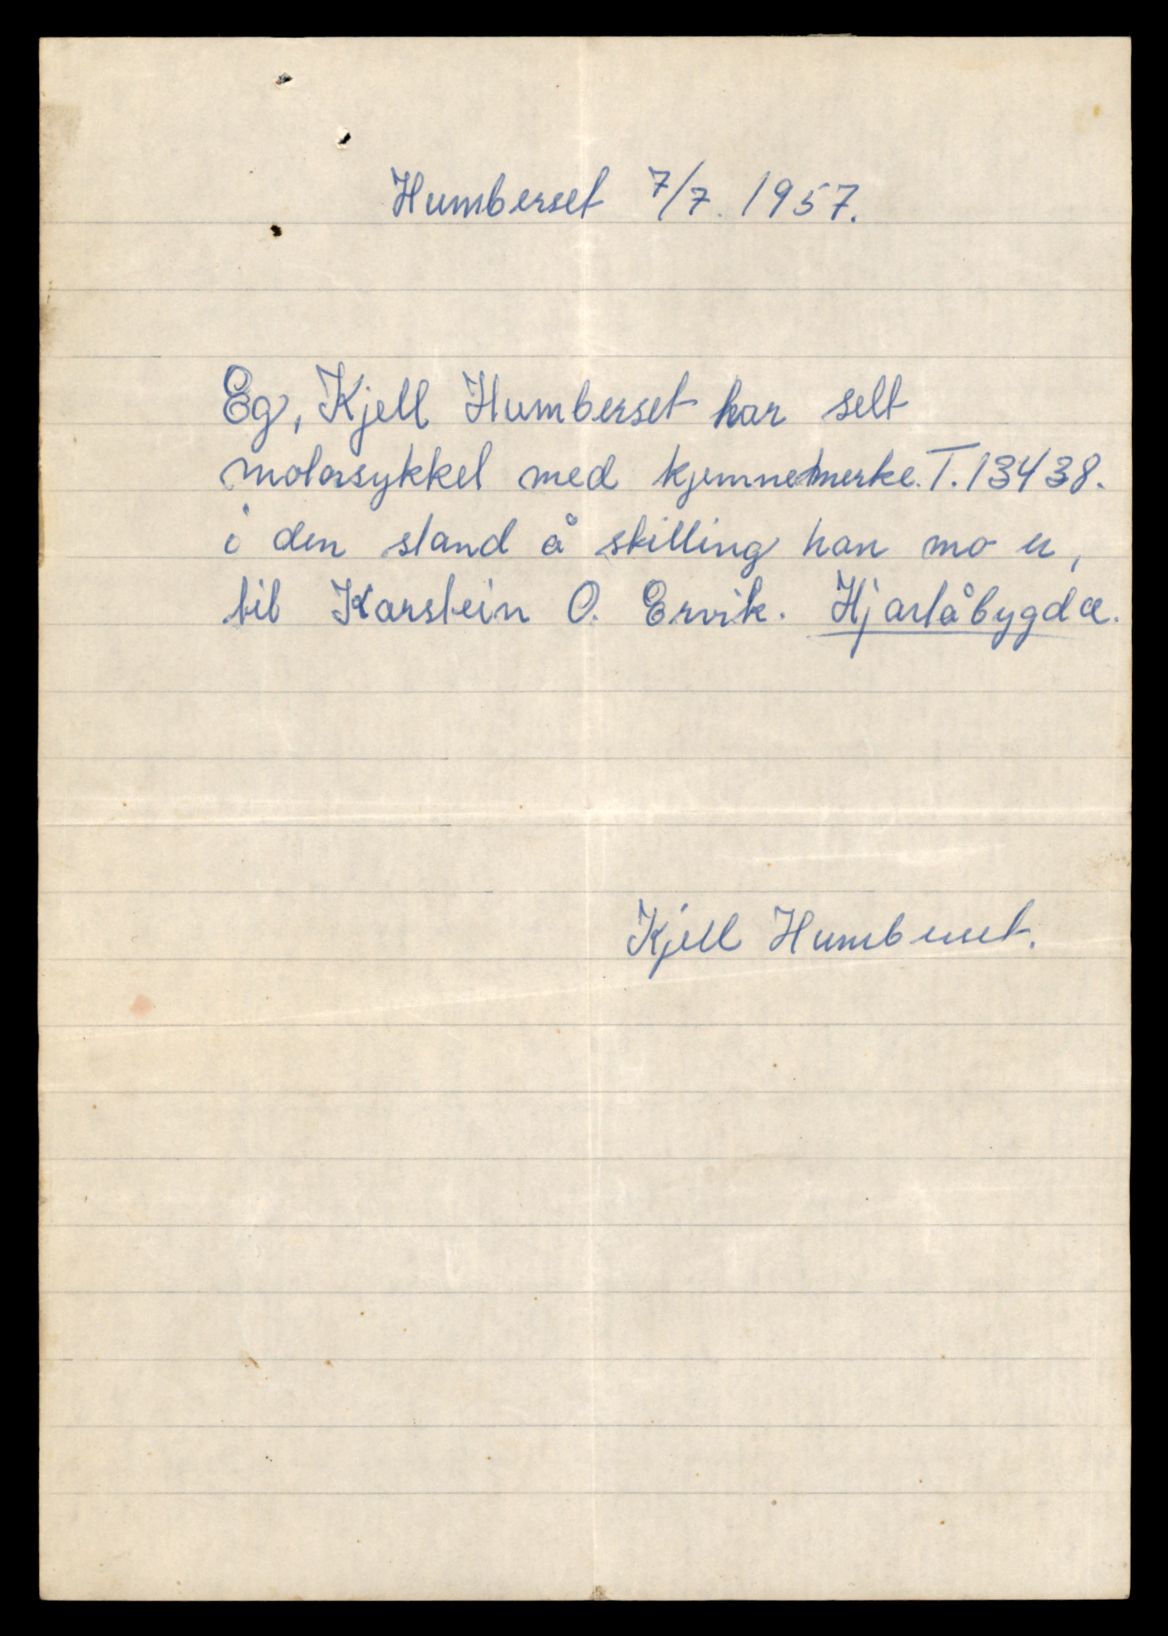 Humberset 7/7. 1957.
Eg, Kjell Humberset har selt
motorsykkel med kjennemerke. T. 13438.
i den stand å stilling han no er,
til Karstein O. Ervik. Hjartåbygda.
Kjell Humberset.